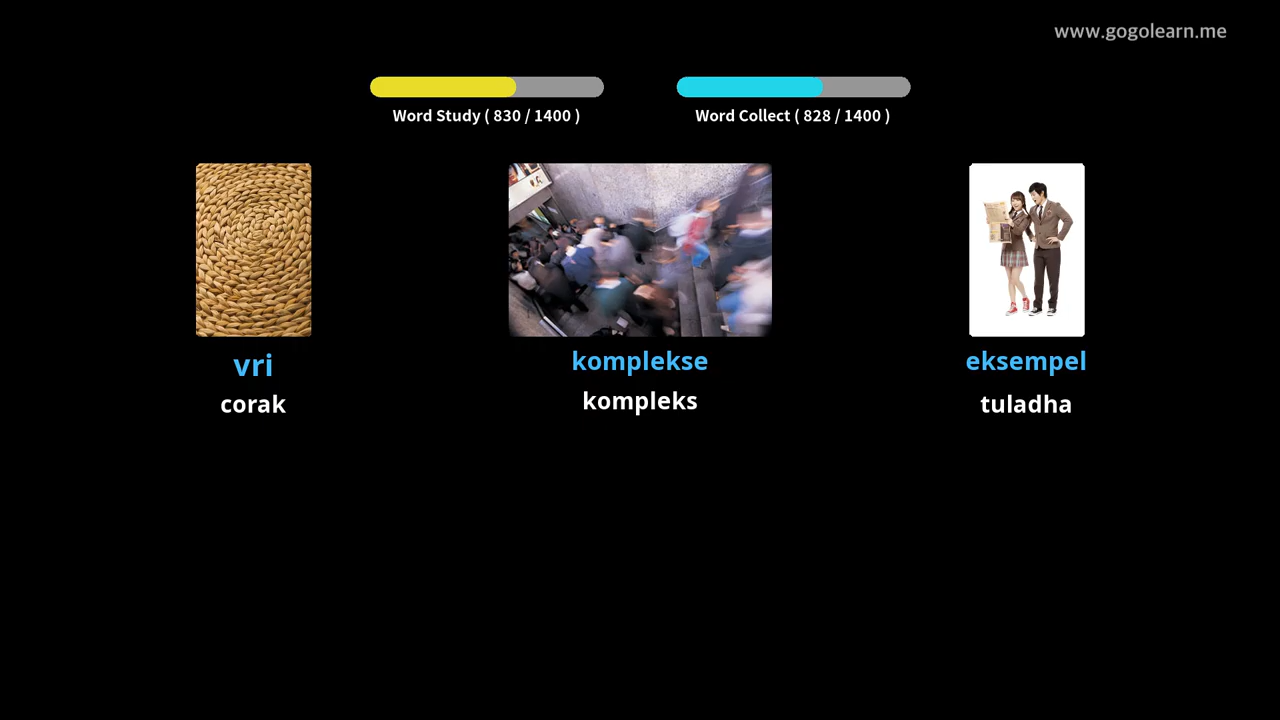 www.gogolearn.me
Word Study ( 830 / 1400 )
Word Collect ( 828 / 1400 )
vri
corak
komplekse
kompleks
eksempel
tuladha